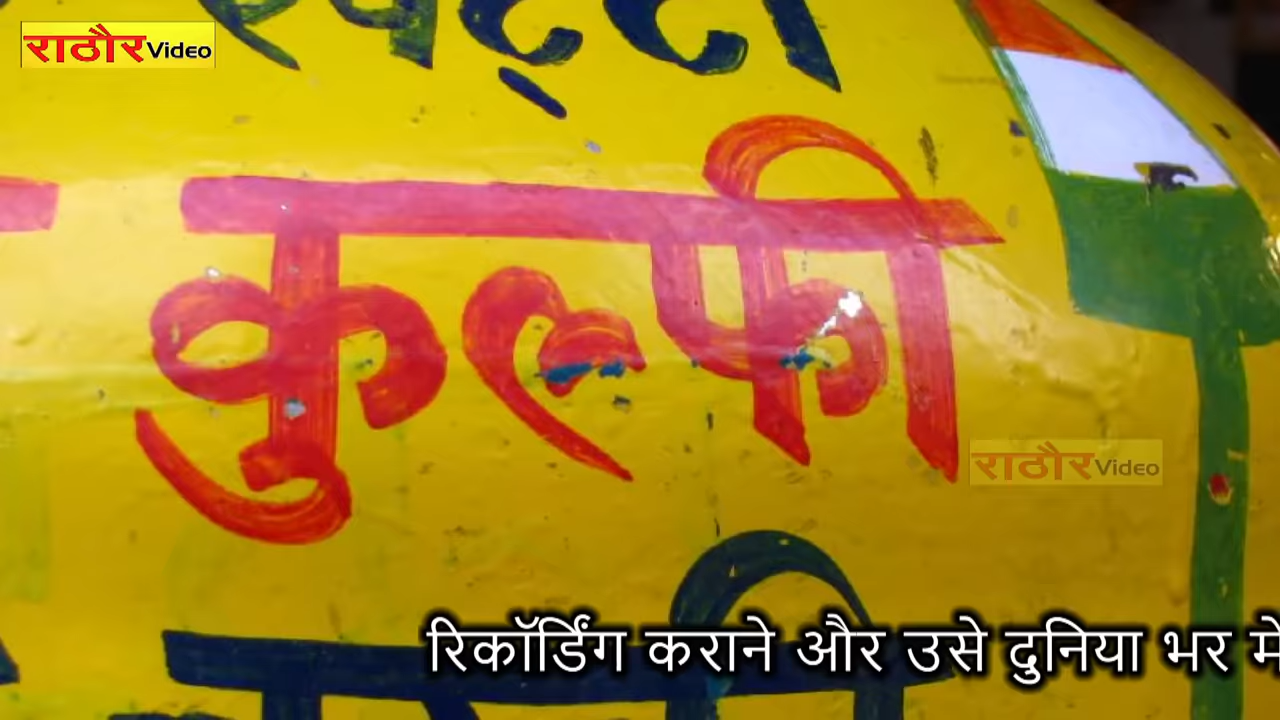 राठौर Video
कुल्फी
राठौर Video
रिकॉर्डिंग कराने और उसे दुनिया भर में